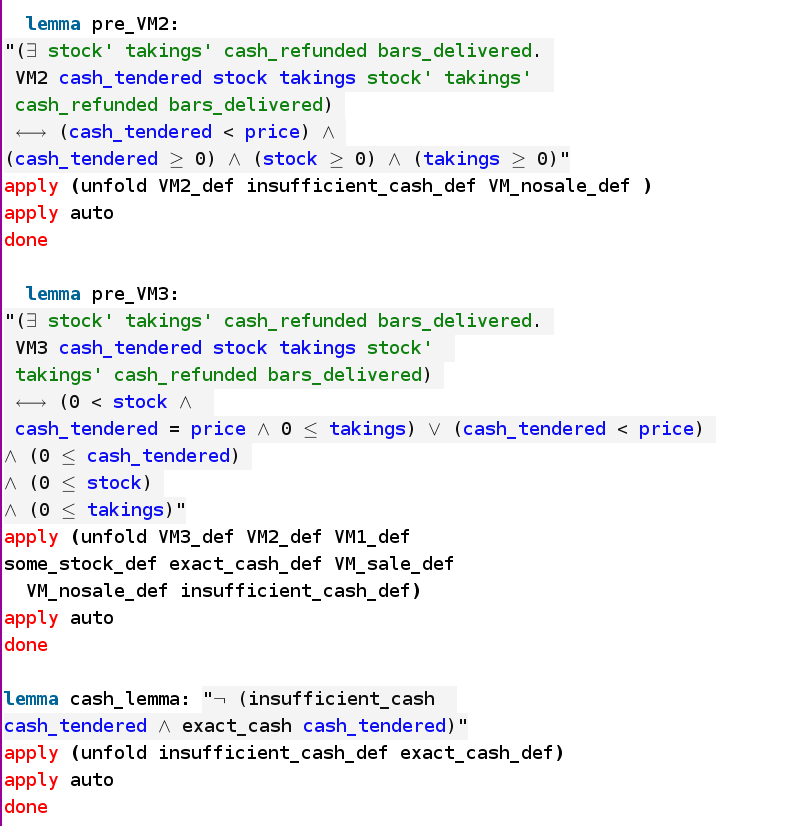 lemma pre_VM2:
"(∃ stock' takings' cash_refunded bars_delivered.
VM2 cash_tendered stock takings stock' takings'
cash_refunded bars_delivered)
⟷ (cash_tendered < price) ∧
(cash_tendered ≥ 0) ∧ (stock ≥ 0) ∧ (takings ≥ 0)"
apply (unfold VM2_def insufficient_cash_def VM_nosale_def )
apply auto
done
lemma pre_VM3:
"(∃ stock' takings' cash_refunded bars_delivered.
VM3 cash_tendered stock takings stock'
takings' cash_refunded bars_delivered)
⟷ (0 < stock ∧
cash_tendered = price ∧ 0 ≤ takings) ∨ (cash_tendered < price)
∧ (0 ≤ cash_tendered)
∧ (0 ≤ stock)
∧ (0 ≤ takings)"
apply (unfold VM3_def VM2_def VM1_def
some_stock_def exact_cash_def VM_sale_def
VM_nosale_def insufficient_cash_def)
apply auto
done
lemma cash_lemma: "¬ (insufficient_cash
cash_tendered ∧ exact_cash cash_tendered)"
apply (unfold insufficient_cash_def exact_cash_def)
apply auto
done